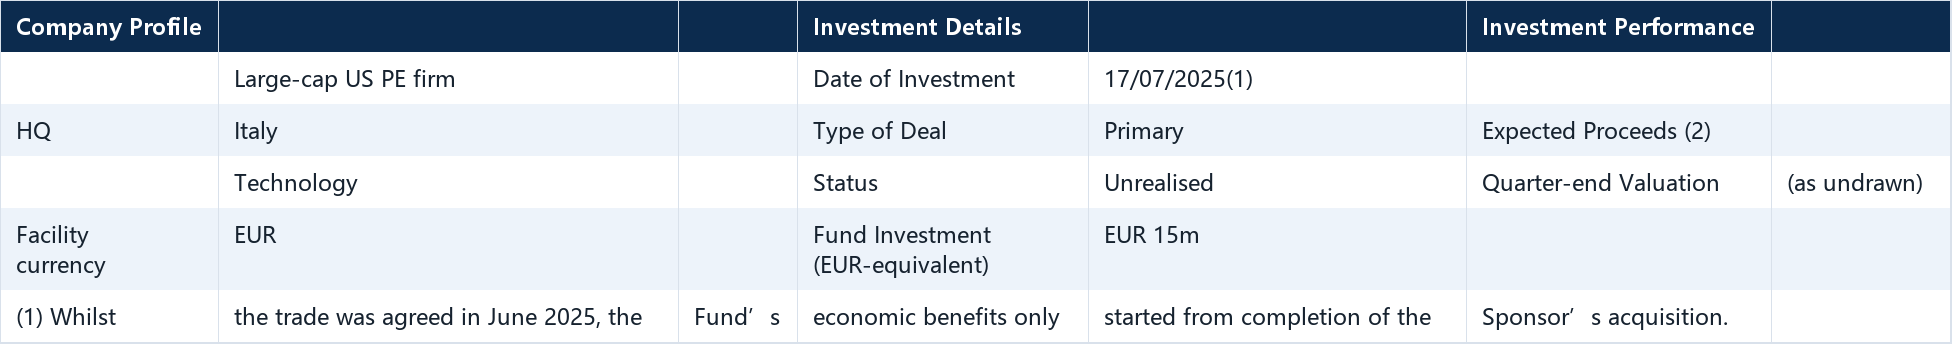 Company Profile Investment Details Investment Performance
Large-cap US PE firm Date of Investment 17/07/2025(1)
HQ Italy Type of Deal Primary Expected Proceeds (2)
Technology Status Unrealised Quarter-end Valuation (as undrawn)
Facility EUR Fund Investment EUR 15m
currency (EUR-equivalent)
(1) Whilst the trade was agreed in June 2025, the Fund’s economic benefits only started from completion of the Sponsor’s acquisition.